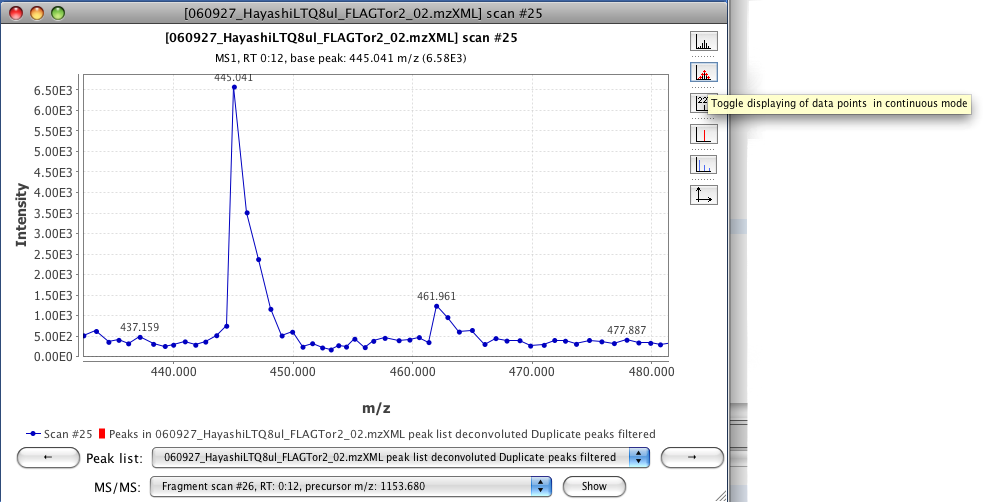 [060927_HayashiLTQ8ul_FLAGTor2_02.mzXML] scan #25
[060927_HayashiLTQ8ul_FLAGTor2_02.mzXML] scan #25
MS1, RT 0:12, base peak: 445.041 m/z (6.58E3)
445.041
6.50E3
6.00E3
5.50E3
5.00E3
4.50E3
4.00E3
3.50E3
3.00E3
2.50E3
2.00E3
1.50E3
1.00E3
5.00E2
0.00E0
Intensity
437.159
461.961
477.887
440.000 450.000 460.000 470.000 480.000
m/z
22
Toggle displaying of data points in continuous mode
Scan #25 Peaks in 060927_HayashiLTQ8ul_FLAGTor2_02.mzXML peak list deconvoluted Duplicate peaks filtered
← Peak list: 060927_HayashiLTQ8ul_FLAGTor2_02.mzXML peak list deconvoluted Duplicate peaks filtered →
MS/MS: Fragment scan #26, RT: 0:12, precursor m/z: 1153.680 Show